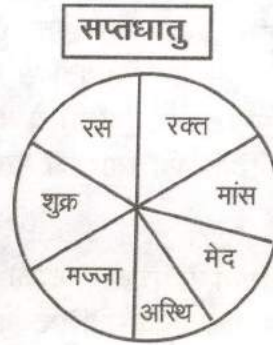 सप्तधातु
रस
रक्त
मांस
मेद
अस्थि
मज्जा
शुक्र